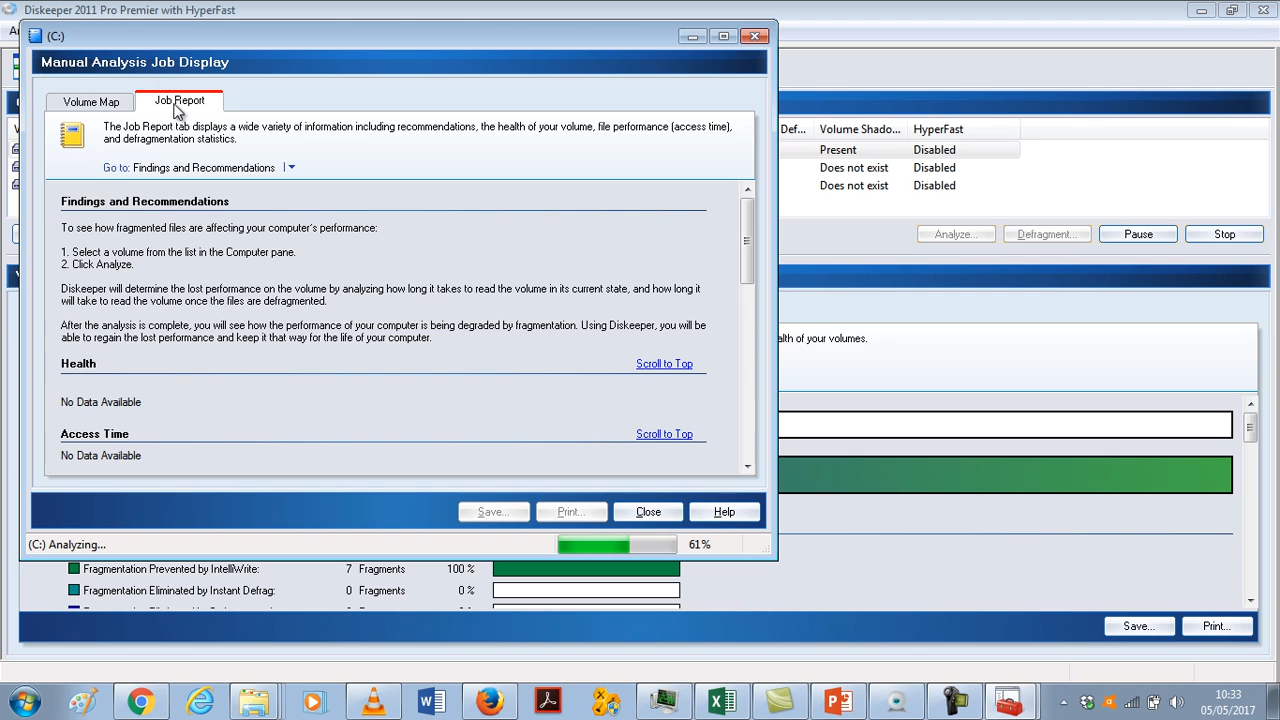 Diskeeper 2011 Pro Premier with HyperFast
(C:)
Manual Analysis Job Display
Volume Map
Job Report
The Job Report tab displays a wide variety of information including recommendations, the health of your volume, file performance (access time),
and defragmentation statistics.
Go to: Findings and Recommendations
Findings and Recommendations
To see how fragmented files are affecting your computer's performance:
1. Select a volume from the list in the Computer pane.
2. Click Analyze.
Diskeeper will determine the lost performance on the volume by analyzing how long it takes to read the volume in its current state, and how long it
will take to read the volume once the files are defragmented.
After the analysis is complete, you will see how the performance of your computer is being degraded by fragmentation. Using Diskeeper, you will be
able to regain the lost performance and keep it that way for the life of your computer.
Health
Scroll to Top
No Data Available
Access Time
Scroll to Top
No Data Available
Save...
Print...
Close
Help
(C:) Analyzing...
61%
Def...
Volume Shado...
HyperFast
Present
Disabled
Does not exist
Disabled
Does not exist
Disabled
Analyze...
Defragment...
Pause
Stop
alth of your volumes.
Fragmentation Prevented by IntelliWrite: 7 Fragments 100 %
Fragmentation Eliminated by Instant Defrag: 0 Fragments 0 %
Save...
Print...
10:33
05/05/2017